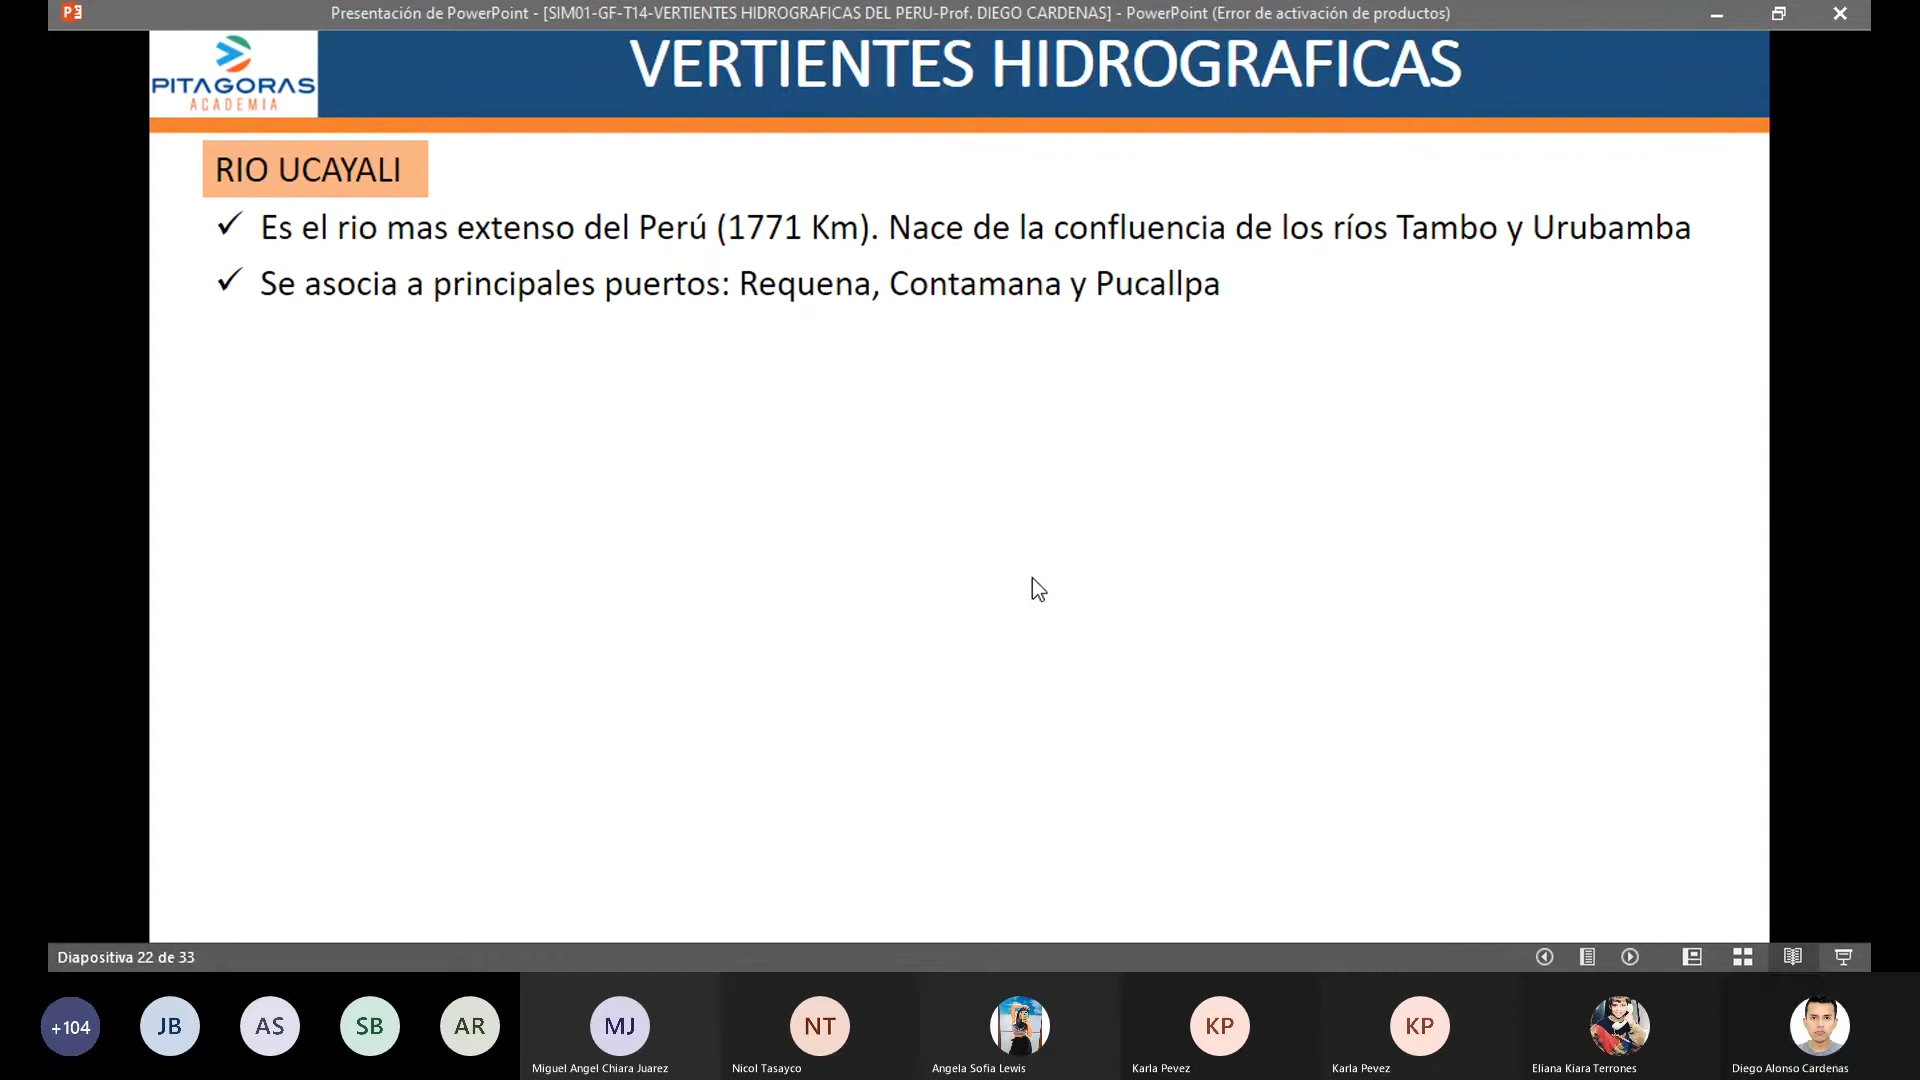 Presentación de PowerPoint - [SIM01-GF-T14-VERTIENTES HIDROGRAFICAS DEL PERU-Prof. DIEGO CARDENAS] - PowerPoint (Error de activación de productos)
PITAGORAS
ACADEMIA
VERTIENTES HIDROGRAFICAS
RIO UCAYALI
✓ Es el rio mas extenso del Perú (1771 Km). Nace de la confluencia de los ríos Tambo y Urubamba
✓ Se asocia a principales puertos: Requena, Contamana y Pucallpa
Diapositiva 22 de 33
+104 JB AS SB AR MJ NT KP KP
Miguel Angel Chiara Juarez Nicol Tasayco Angela Sofia Lewis Karla Pevez Karla Pevez Eliana Kiara Terrones Diego Alonso Cardenas